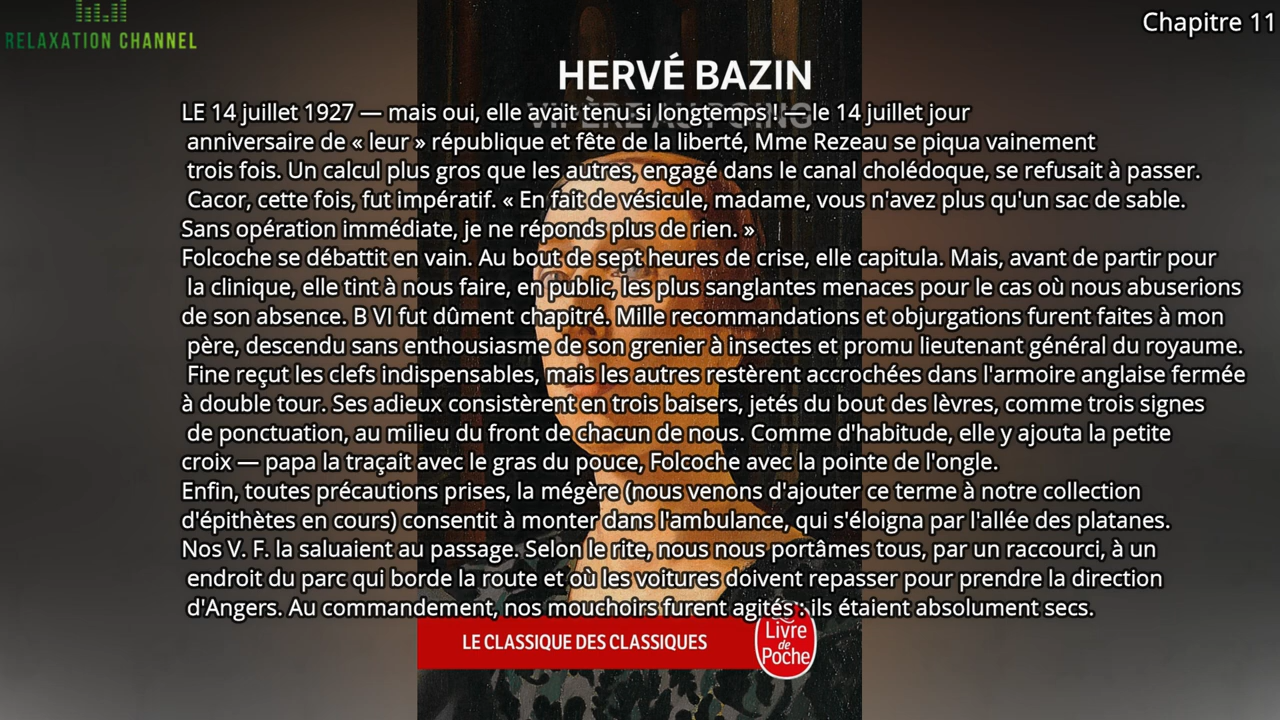 RELAXATION CHANNEL
Chapitre 11
HERVÉ BAZIN
VIPÈRE AU POING
LE 14 juillet 1927 — mais oui, elle avait tenu si longtemps ! — le 14 juillet jour
anniversaire de « leur » république et fête de la liberté, Mme Rezeau se piqua vainement
trois fois. Un calcul plus gros que les autres, engagé dans le canal cholédoque, se refusait à passer.
Cacor, cette fois, fut impératif. « En fait de vésicule, madame, vous n'avez plus qu'un sac de sable.
Sans opération immédiate, je ne réponds plus de rien. »
Folcoche se débattit en vain. Au bout de sept heures de crise, elle capitula. Mais, avant de partir pour
la clinique, elle tint à nous faire, en public, les plus sanglantes menaces pour le cas où nous abuserions
de son absence. B VI fut dûment chapitré. Mille recommandations et objurgations furent faites à mon
père, descendu sans enthousiasme de son grenier à insectes et promu lieutenant général du royaume.
Fine reçut les clefs indispensables, mais les autres restèrent accrochées dans l'armoire anglaise fermée
à double tour. Ses adieux consistèrent en trois baisers, jetés du bout des lèvres, comme trois signes
de ponctuation, au milieu du front de chacun de nous. Comme d'habitude, elle y ajouta la petite
croix — papa la traçait avec le gras du pouce, Folcoche avec la pointe de l'ongle.
Enfin, toutes précautions prises, la mégère (nous venons d'ajouter ce terme à notre collection
d'épithètes en cours) consentit à monter dans l'ambulance, qui s'éloigna par l'allée des platanes.
Nos V. F. la saluaient au passage. Selon le rite, nous nous portâmes tous, par un raccourci, à un
endroit du parc qui borde la route et où les voitures doivent repasser pour prendre la direction
d'Angers. Au commandement, nos mouchoirs furent agités : ils étaient absolument secs.
LE CLASSIQUE DES CLASSIQUES
Le
Livre
de
Poche